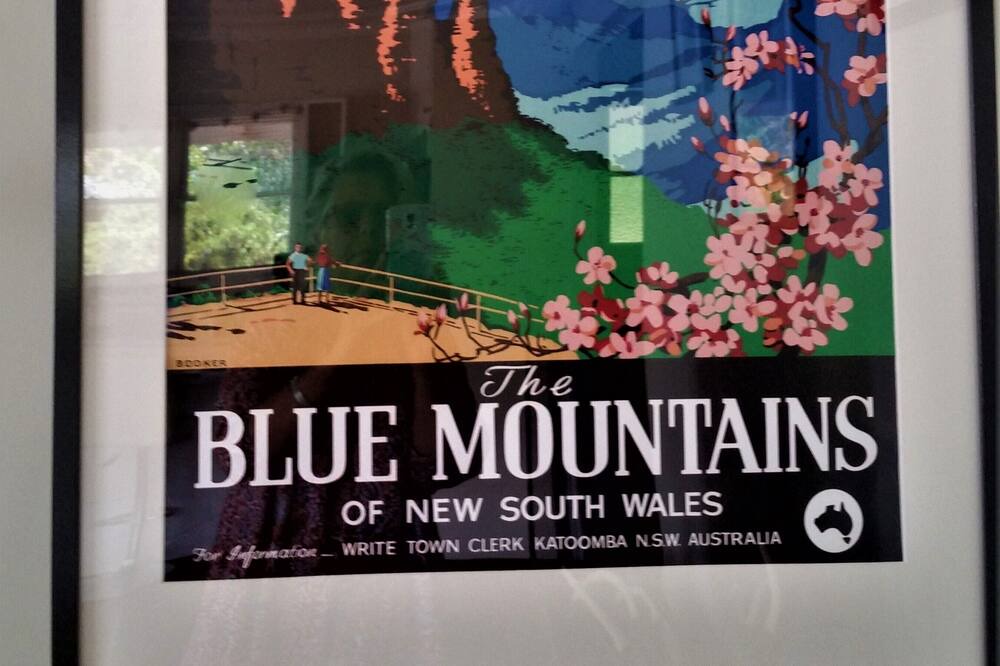 BOOKER
The
BLUE MOUNTAINS
OF NEW SOUTH WALES
For Information — WRITE TOWN CLERK KATOOMBA N.S.W. AUSTRALIA